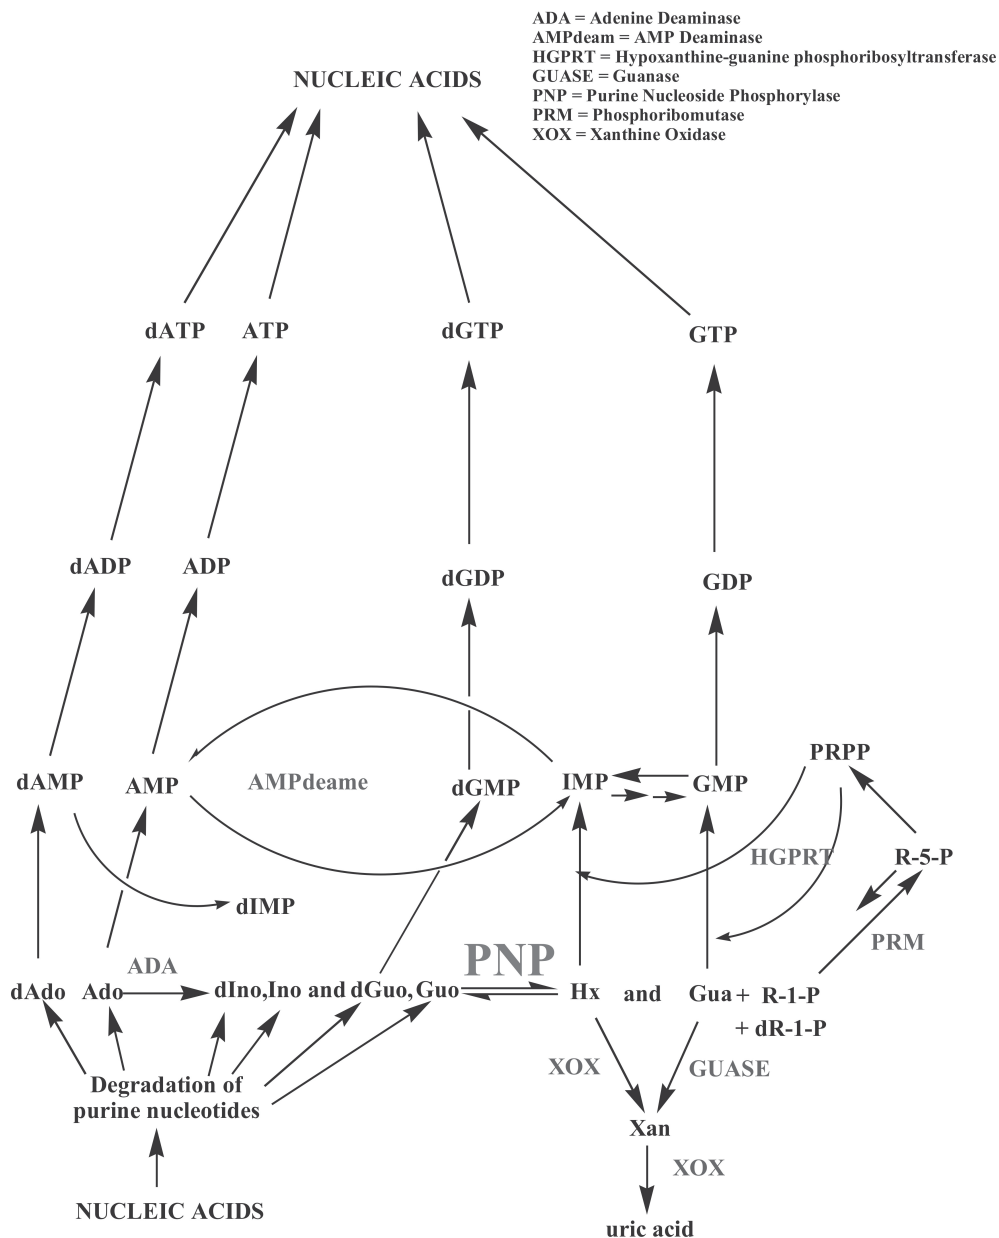 ADA = Adenine Deaminase
AMPdeam = AMP Deaminase
HGPRT = Hypoxanthine-guanine phosphoribosyltransferase
GUASE = Guanase
PNP = Purine Nucleoside Phosphorylase
PRM = Phosphoribomutase
XOX = Xanthine Oxidase
NUCLEIC ACIDS
dATP ATP dGTP GTP
dADP ADP dGDP GDP
PRPP
dAMP AMP AMPdeame dGMP IMP GMP
HGPRT R-5-P
dIMP
PRM
ADA PNP
dAdo Ado dIno,Ino and dGuo, Guo Hx and Gua + R-1-P
+ dR-1-P
XOX GUASE
Degradation of
purine nucleotides
Xan
XOX
NUCLEIC ACIDS
uric acid